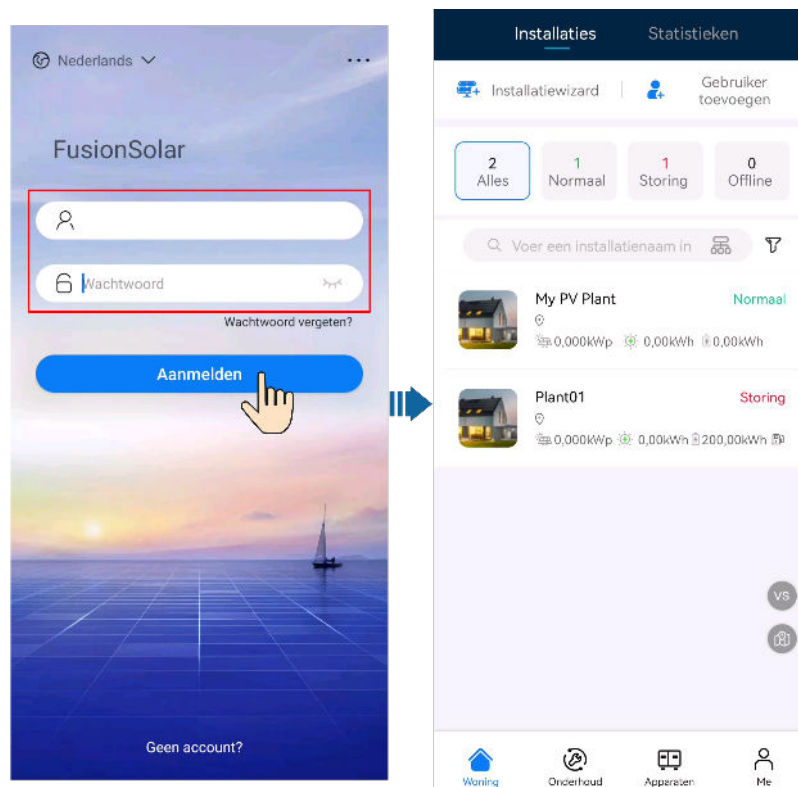 Nederlands
FusionSolar
Wachtwoord
Wachtwoord vergeten?
Aanmelden
Geen account?
Installaties Statistieken
Installatiewizard
Gebruiker
toevoegen
2 1 1 0
Alles Normaal Storing Offline
Voer een installatienaam in
My PV Plant Normaal
0,000kWp 0,00kWh 0,00kWh
Plant01 Storing
0,000kWp 0,00kWh 200,00kWh
VS
Woning Onderhoud Apparaten Me